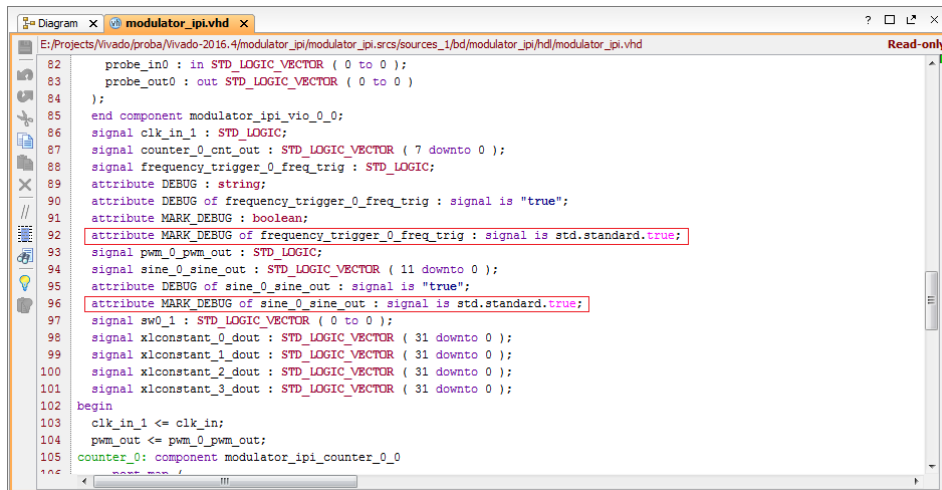 Diagram × modulator_ipi.vhd ×
E:/Projects/Vivado/proba/Vivado-2016.4/modulator_ipi/modulator_ipi.srcs/sources_1/bd/modulator_ipi/hdl/modulator_ipi.vhd Read-only
82 probe_in0 : in STD_LOGIC_VECTOR ( 0 to 0 );
83 probe_out0 : out STD_LOGIC_VECTOR ( 0 to 0 )
84 );
85 end component modulator_ipi_vio_0_0;
86 signal clk_in_1 : STD_LOGIC;
87 signal counter_0_cnt_out : STD_LOGIC_VECTOR ( 7 downto 0 );
88 signal frequency_trigger_0_freq_trig : STD_LOGIC;
89 attribute DEBUG : string;
90 attribute DEBUG of frequency_trigger_0_freq_trig : signal is "true";
91 attribute MARK_DEBUG : boolean;
92 attribute MARK_DEBUG of frequency_trigger_0_freq_trig : signal is std.standard.true;
93 signal pwm_0_pwm_out : STD_LOGIC;
94 signal sine_0_sine_out : STD_LOGIC_VECTOR ( 11 downto 0 );
95 attribute DEBUG of sine_0_sine_out : signal is "true";
96 attribute MARK_DEBUG of sine_0_sine_out : signal is std.standard.true;
97 signal sw0_1 : STD_LOGIC_VECTOR ( 0 to 0 );
98 signal xlconstant_0_dout : STD_LOGIC_VECTOR ( 31 downto 0 );
99 signal xlconstant_1_dout : STD_LOGIC_VECTOR ( 31 downto 0 );
100 signal xlconstant_2_dout : STD_LOGIC_VECTOR ( 31 downto 0 );
101 signal xlconstant_3_dout : STD_LOGIC_VECTOR ( 31 downto 0 );
102 begin
103 clk_in_1 <= clk_in;
104 pwm_out <= pwm_0_pwm_out;
105 counter_0: component modulator_ipi_counter_0_0
106 port map (